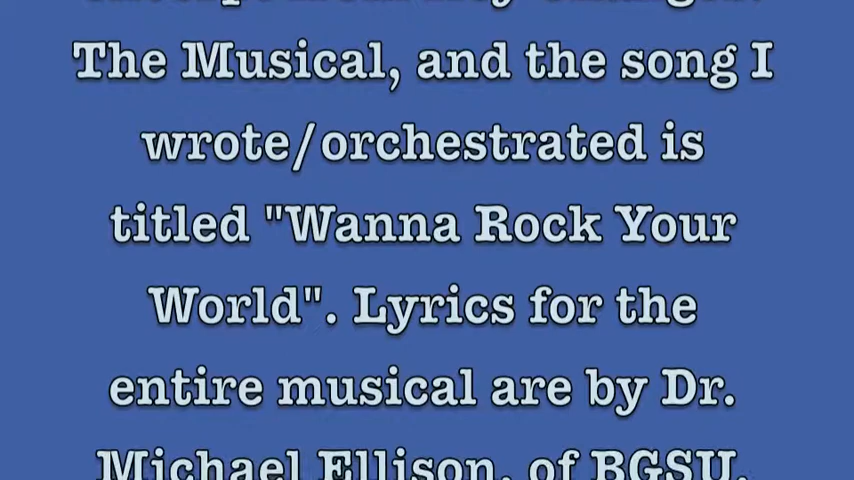 The Musical, and the song I
wrote/orchestrated is
titled "Wanna Rock Your
World". Lyrics for the
entire musical are by Dr.
Michael Ellison, of BGSU.